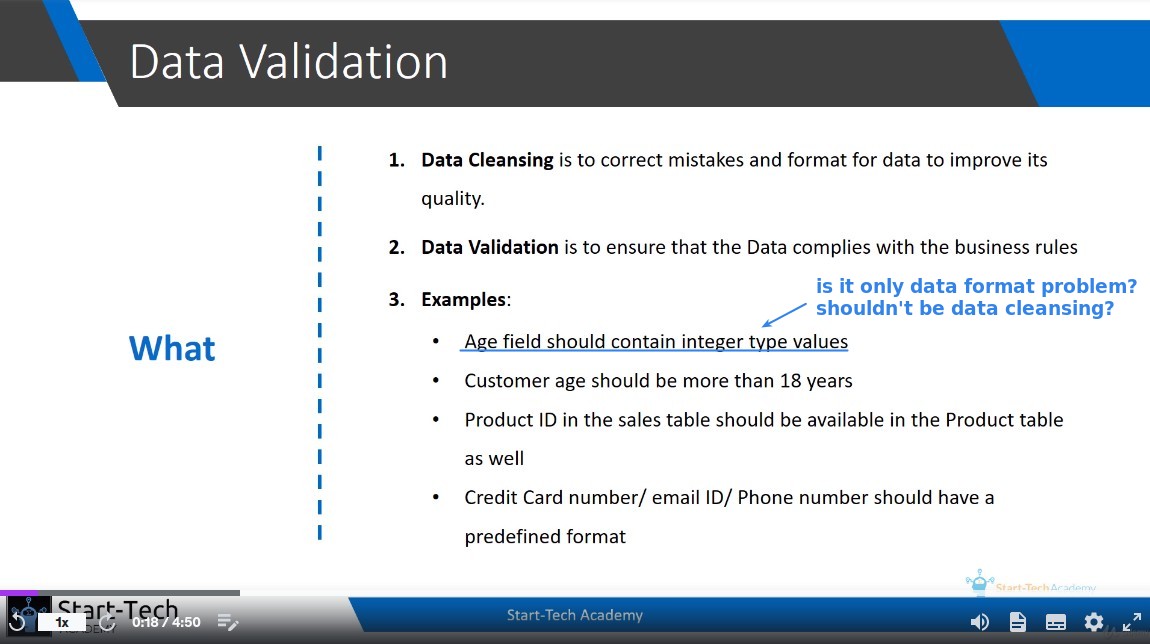 Data Validation
1. Data Cleansing is to correct mistakes and format for data to improve its
quality.
2. Data Validation is to ensure that the Data complies with the business rules
is it only data format problem?
shouldn't be data cleansing?
3. Examples:
What
• Age field should contain integer type values
• Customer age should be more than 18 years
• Product ID in the sales table should be available in the Product table
as well
• Credit Card number/ email ID/ Phone number should have a
predefined format
Start-Tech Academy
Start-Tech
ACADEMY
1x
0:18 / 4:50
Start-Tech Academy